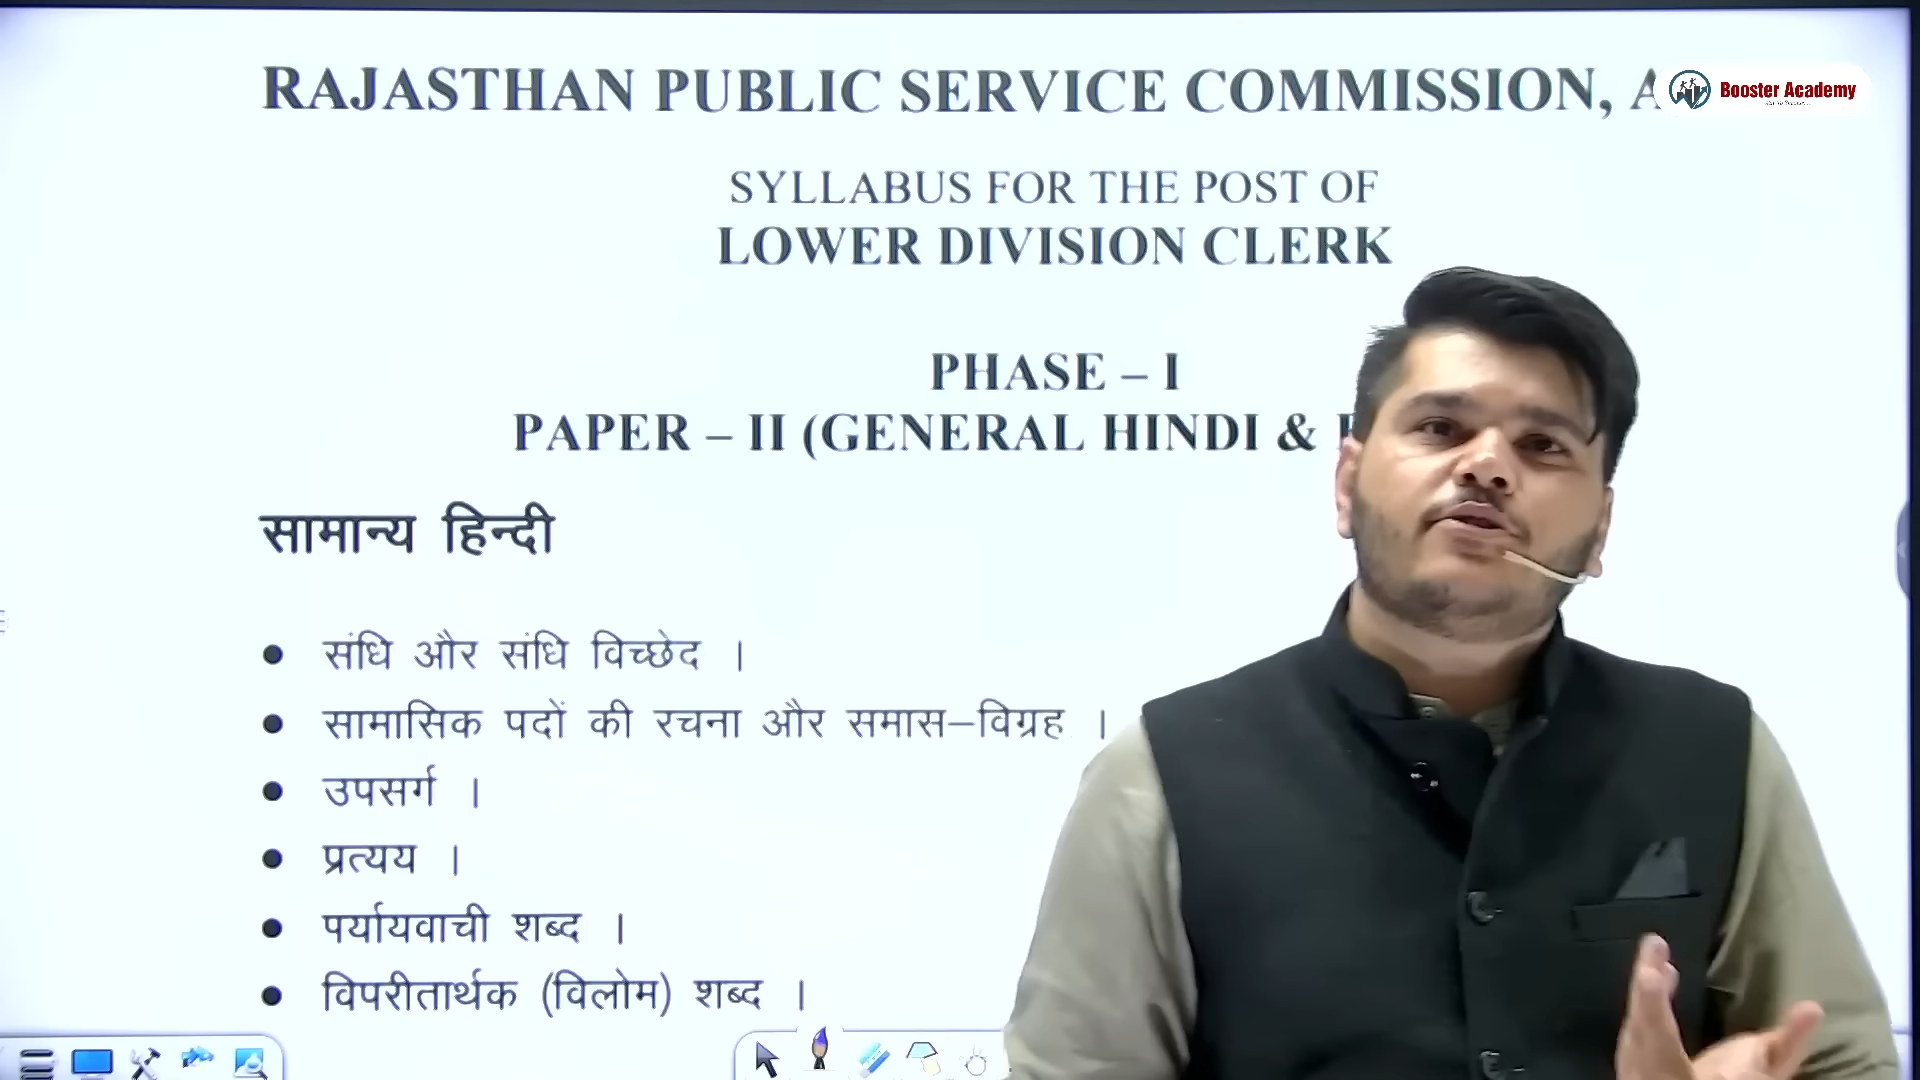 RAJASTHAN PUBLIC SERVICE COMMISSION,
Booster Academy
SYLLABUS FOR THE POST OF
LOWER DIVISION CLERK
PHASE – I
PAPER – II (GENERAL HINDI &
सामान्य हिन्दी
• संधि और संधि विच्छेद ।
• सामासिक पदों की रचना और समास–विग्रह ।
• उपसर्ग ।
• प्रत्यय ।
• पर्यायवाची शब्द ।
• विपरीतार्थक (विलोम) शब्द ।